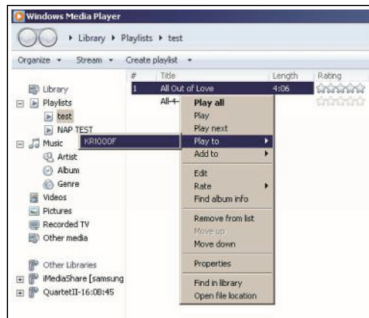 Windows Media Player
Library ▸ Playlists ▸ test
Organize Stream Create playlist
# Title Length Rating
1 All Out of Love 4:06
All-4-
Library
Playlists
test
NAP TEST
Music
Artist
Album
Genre
Videos
Pictures
Recorded TV
Other media
Other Libraries
iMediaShare [samsung
QuartetII-16:08:45
KRI000F
Play all
Play
Play next
Play to
Add to
Edit
Rate
Find album info
Remove from list
Move up
Move down
Properties
Find in library
Open file location